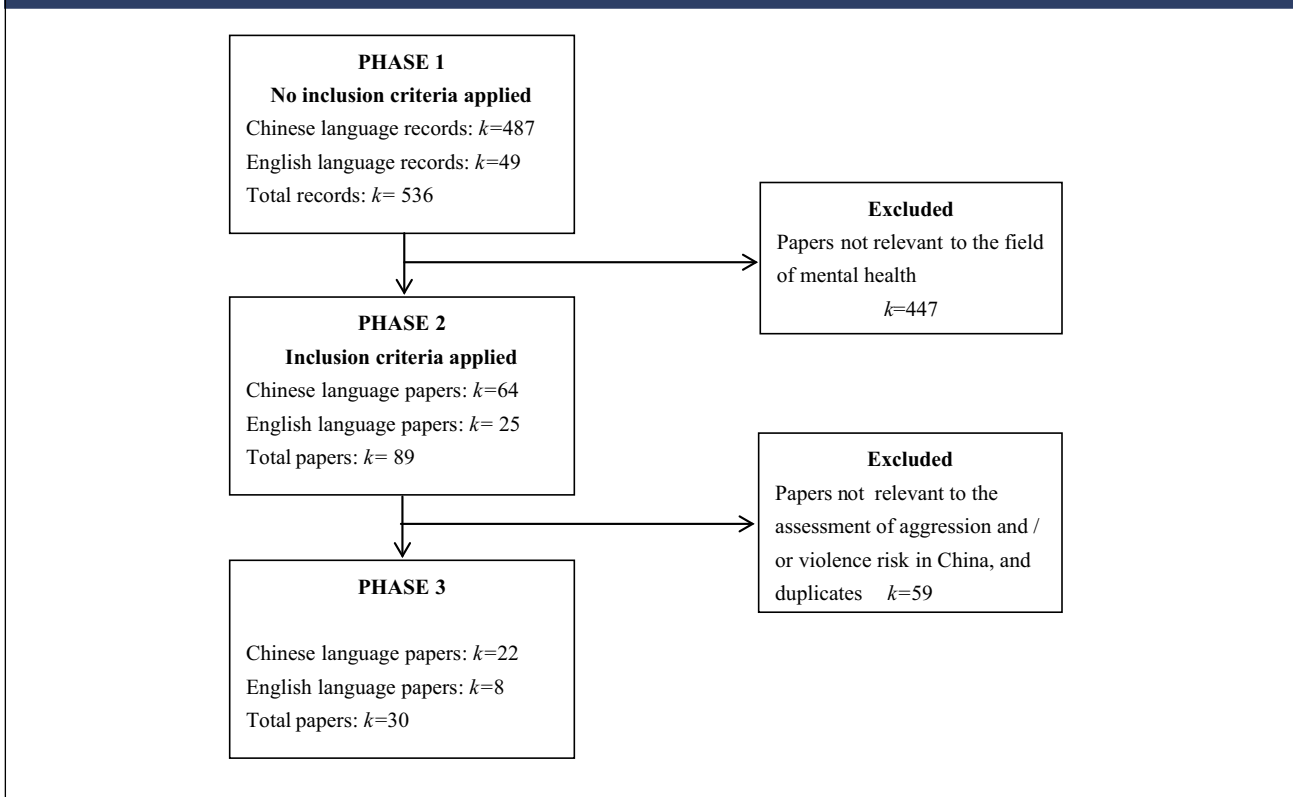 PHASE 1
No inclusion criteria applied
Chinese language records: k=487
English language records: k=49
Total records: k= 536
Excluded
Papers not relevant to the field
of mental health
k=447
PHASE 2
Inclusion criteria applied
Chinese language papers: k=64
English language papers: k= 25
Total papers: k= 89
Excluded
Papers not relevant to the
assessment of aggression and /
or violence risk in China, and
duplicates k=59
PHASE 3
Chinese language papers: k=22
English language papers: k=8
Total papers: k=30